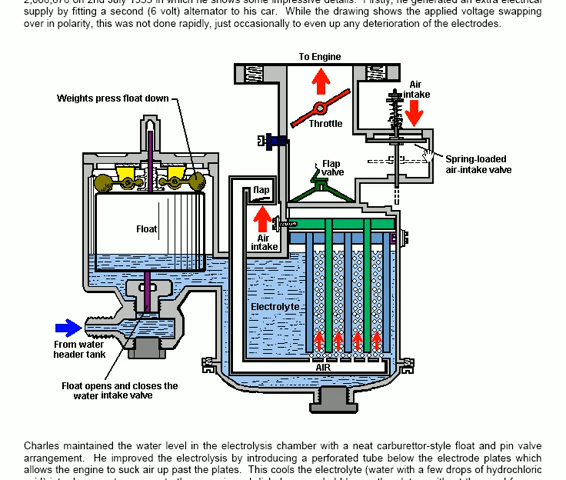 2,656,670 on 2nd July 1935 in which he shows some impressive details. Firstly, he generated an extra electrical
supply by fitting a second (6 volt) alternator to his car. While the drawing shows the applied voltage swapping
over in polarity, this was not done rapidly, just occasionally to even up any deterioration of the electrodes.
To Engine
Air
intake
Weights press float down
Throttle
Flap
valve
Spring-loaded
air-intake valve
flap
Float
Air
intake
Electrolyte
From water
header tank
AIR
Float opens and closes the
water intake valve
Charles maintained the water level in the electrolysis chamber with a neat carburettor-style float and pin valve
arrangement. He improved the electrolysis by introducing a perforated tube below the electrode plates which
allows the engine to suck air up past the plates. This cools the electrolyte (water with a few drops of hydrochloric